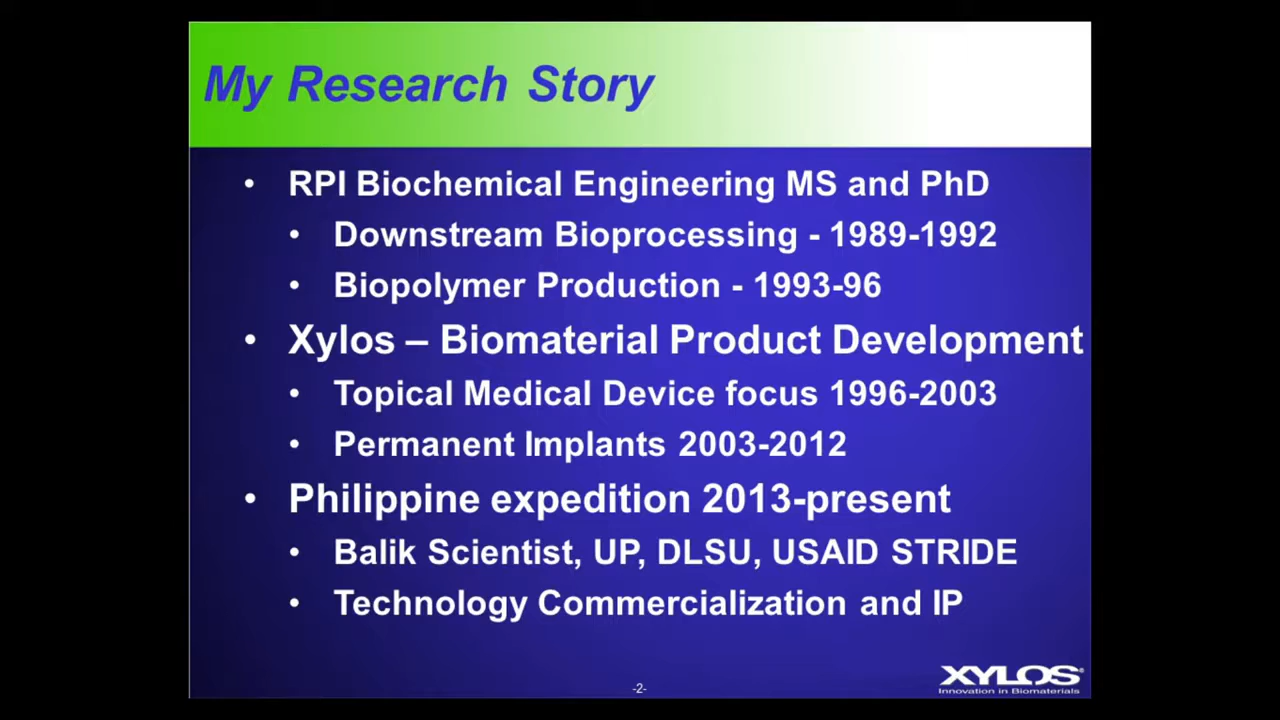 My Research Story
• RPI Biochemical Engineering MS and PhD
• Downstream Bioprocessing - 1989-1992
• Biopolymer Production - 1993-96
• Xylos – Biomaterial Product Development
• Topical Medical Device focus 1996-2003
• Permanent Implants 2003-2012
• Philippine expedition 2013-present
• Balik Scientist, UP, DLSU, USAID STRIDE
• Technology Commercialization and IP
XYLOS®
Innovation in Biomaterials
-2-